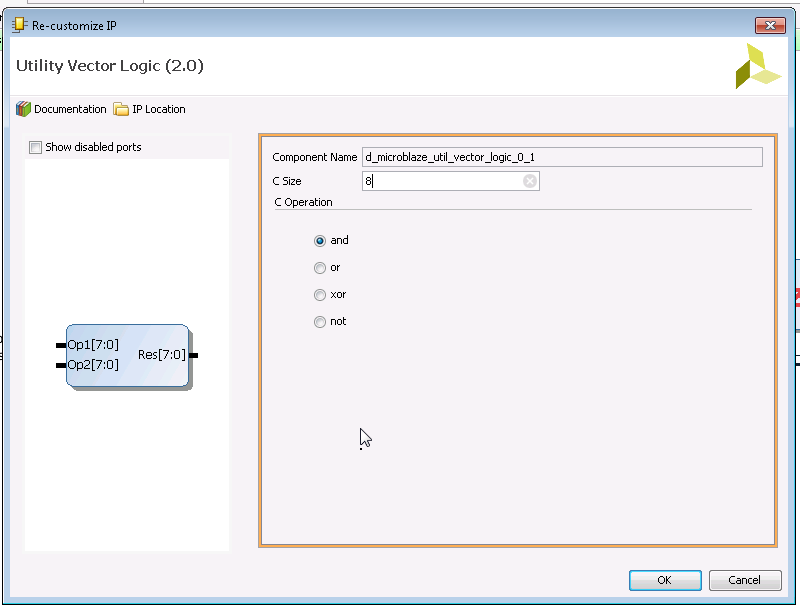 Re-customize IP
Utility Vector Logic (2.0)
Documentation IP Location
Show disabled ports
Op1[7:0]
Op2[7:0]
Res[7:0]
Component Name d_microblaze_util_vector_logic_0_1
C Size 8
C Operation
and
or
xor
not
OK Cancel